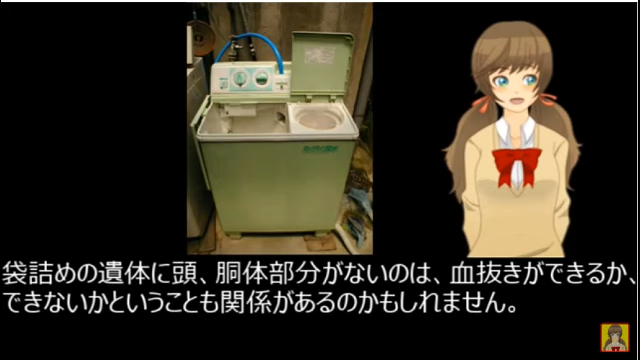 袋詰めの遺体に頭、胴体部分がないのは、血抜きができるか、
できないかということも関係があるのかもしれません。